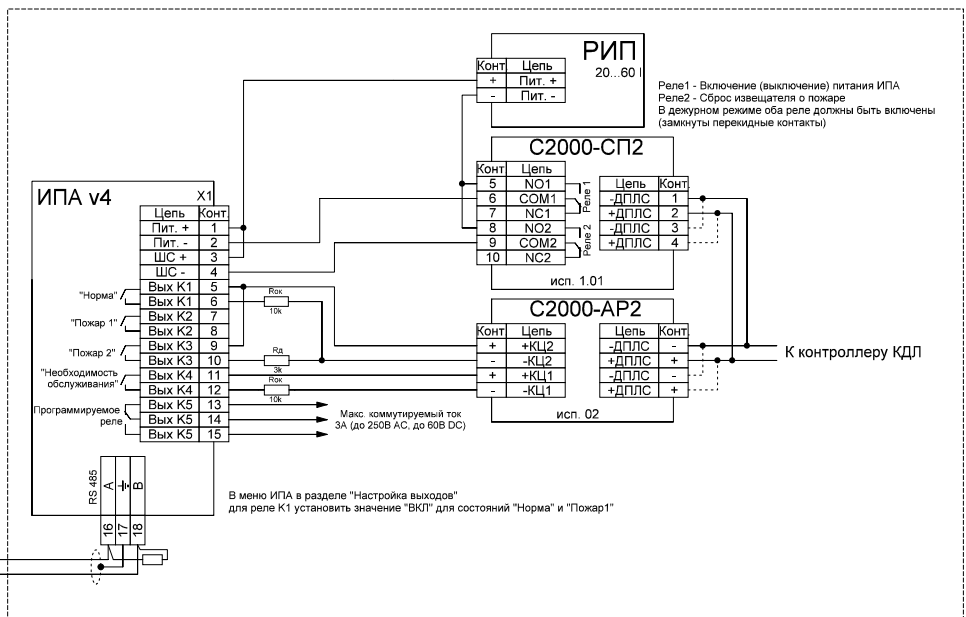 РИП
20...60
Конт Цепь
+ Пит. +
- Пит. -
Реле1 - Включение (выключение) питания ИПА
Реле2 - Сброс извещателя о пожаре
В дежурном режиме оба реле должны быть включены
(замкнуты перекидные контакты)
С2000-СП2
Конт Цепь
5 NO1
6 COM1
7 NC1
8 NO2
9 COM2
10 NC2
Реле 1
Реле 2
Цепь Конт.
-ДПЛС 1
+ДПЛС 2
-ДПЛС 3
+ДПЛС 4
исп. 1.01
ИПА v4
X1
Цепь Конт.
Пит. + 1
Пит. - 2
ШС + 3
ШС - 4
Вых К1 5
Вых К1 6
Вых К2 7
Вых К2 8
Вых К3 9
Вых К3 10
Вых К4 11
Вых К4 12
Вых К5 13
Вых К5 14
Вых К5 15
"Норма"
"Пожар 1"
"Пожар 2"
"Необходимость
обслуживания"
Программируемое
реле
Rок
10k
Rд
3k
Rок
10k
С2000-АР2
Конт Цепь
+ +КЦ2
- -КЦ2
+ +КЦ1
- -КЦ1
Цепь Конт.
-ДПЛС -
+ДПЛС +
-ДПЛС -
+ДПЛС +
исп. 02
К контроллеру КДЛ
Макс. коммутируемый ток
3А (до 250В АС, до 60В DC)
RS 485
A
B
16
17
18
В меню ИПА в разделе "Настройка выходов"
для реле К1 установить значение "ВКЛ" для состояний "Норма" и "Пожар1"